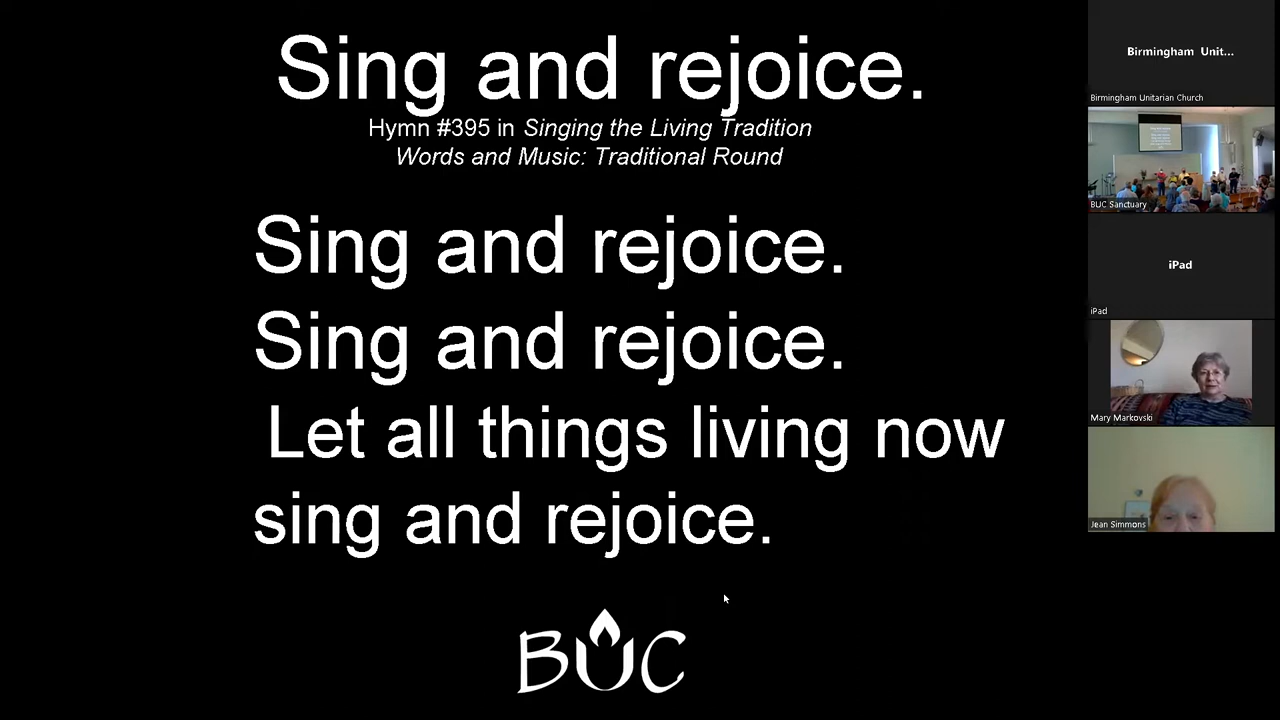 Sing and rejoice.
Hymn #395 in Singing the Living Tradition
Words and Music: Traditional Round
Sing and rejoice.
Sing and rejoice.
Let all things living now
sing and rejoice.
BUC
Birmingham Unit...
Birmingham Unitarian Church
BUC Sanctuary
iPad
iPad
Mary Markovski
Jean Simmons